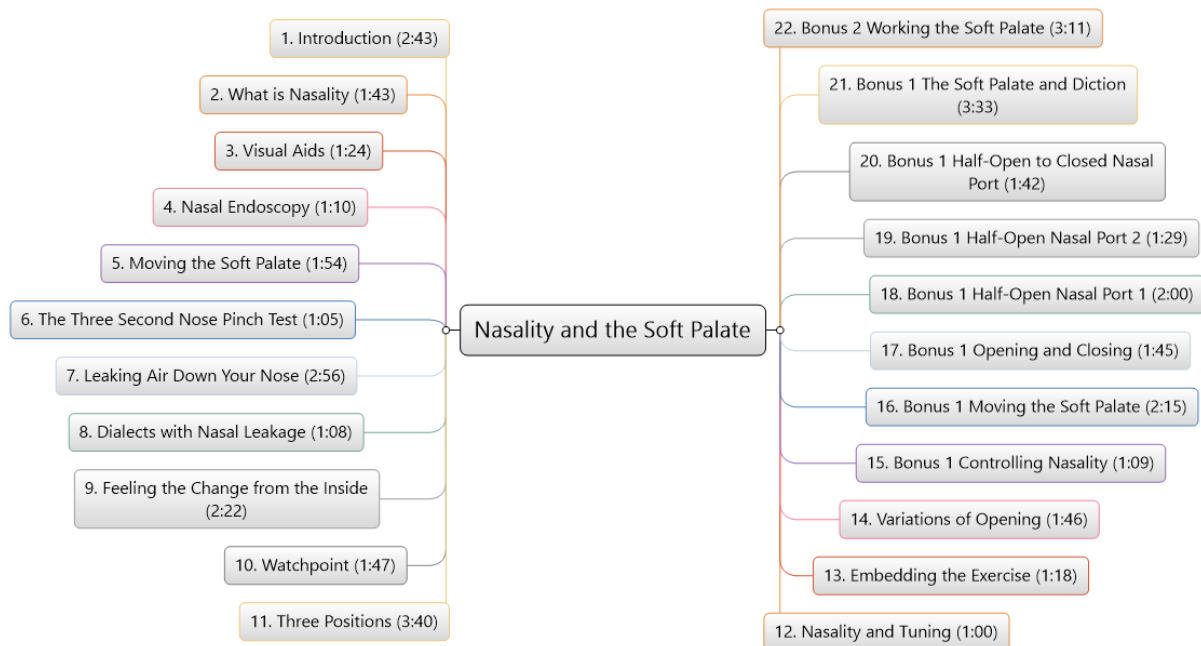 1. Introduction (2:43)
2. What is Nasality (1:43)
3. Visual Aids (1:24)
4. Nasal Endoscopy (1:10)
5. Moving the Soft Palate (1:54)
6. The Three Second Nose Pinch Test (1:05)
7. Leaking Air Down Your Nose (2:56)
8. Dialects with Nasal Leakage (1:08)
9. Feeling the Change from the Inside
(2:22)
10. Watchpoint (1:47)
11. Three Positions (3:40)
Nasality and the Soft Palate
22. Bonus 2 Working the Soft Palate (3:11)
21. Bonus 1 The Soft Palate and Diction
(3:33)
20. Bonus 1 Half-Open to Closed Nasal
Port (1:42)
19. Bonus 1 Half-Open Nasal Port 2 (1:29)
18. Bonus 1 Half-Open Nasal Port 1 (2:00)
17. Bonus 1 Opening and Closing (1:45)
16. Bonus 1 Moving the Soft Palate (2:15)
15. Bonus 1 Controlling Nasality (1:09)
14. Variations of Opening (1:46)
13. Embedding the Exercise (1:18)
12. Nasality and Tuning (1:00)